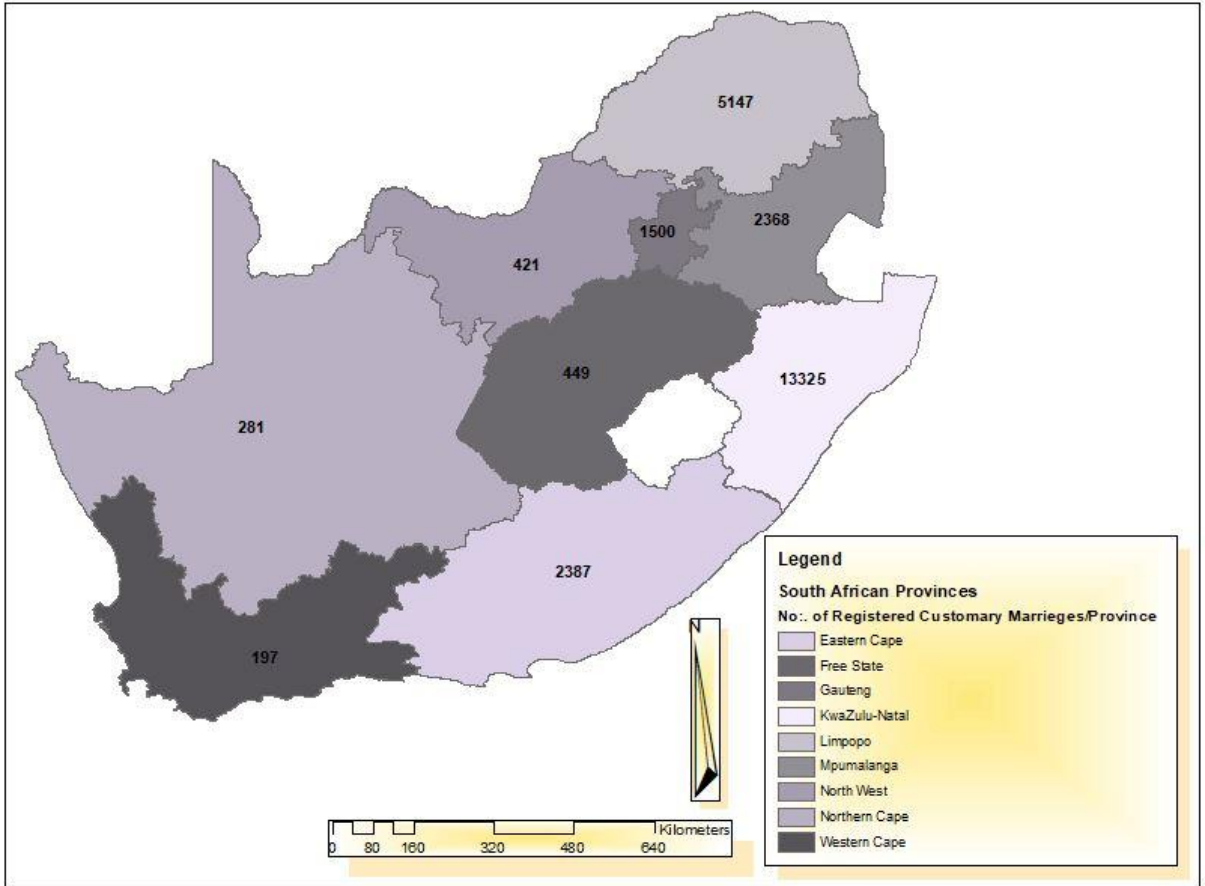 5147
2368
1500
421
449
13325
281
2387
197
N
Kilometers
0 80 160 320 480 640
Legend
South African Provinces
No:. of Registered Customary Marrieges/Province
Eastern Cape
Free State
Gauteng
KwaZulu-Natal
Limpopo
Mpumalanga
North West
Northern Cape
Western Cape